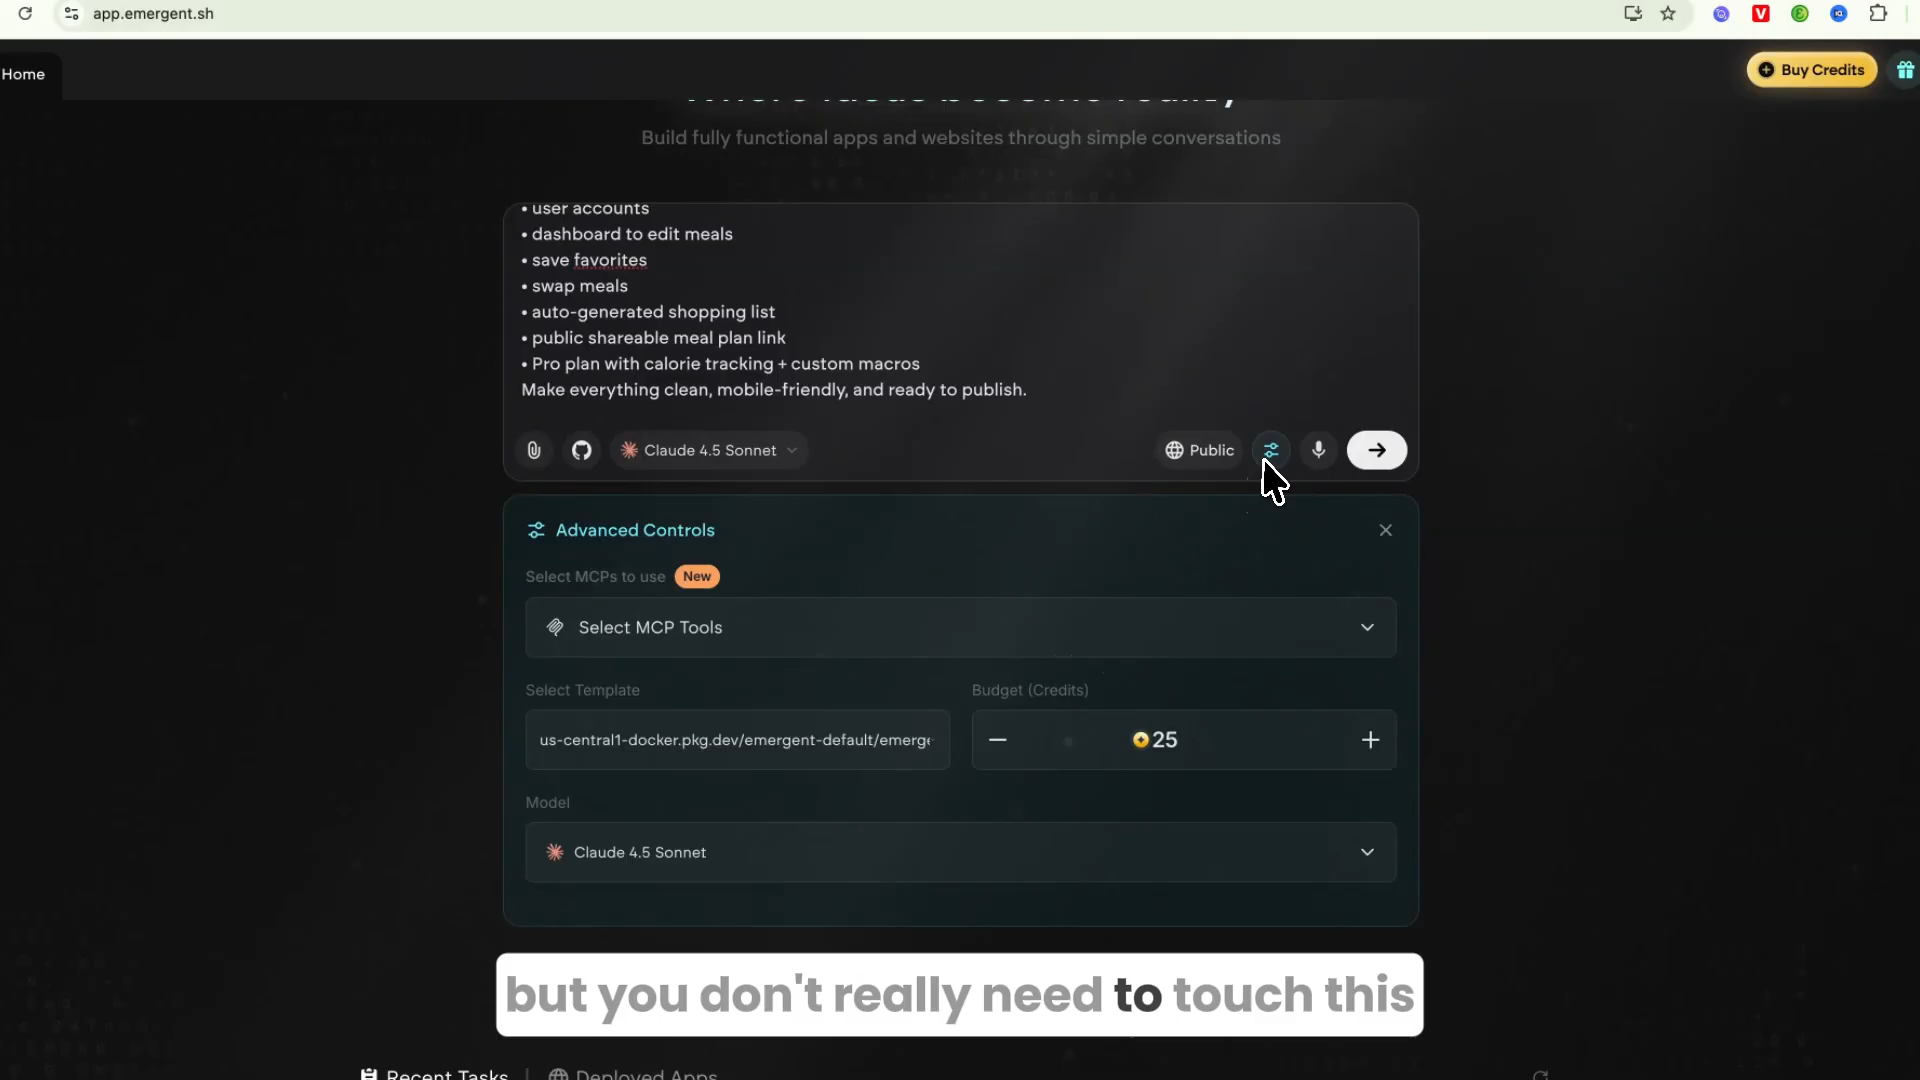 app.emergent.sh
Home
Buy Credits
Where ideas become reality
Build fully functional apps and websites through simple conversations
• user accounts
• dashboard to edit meals
• save favorites
• swap meals
• auto-generated shopping list
• public shareable meal plan link
• Pro plan with calorie tracking + custom macros
Make everything clean, mobile-friendly, and ready to publish.
Claude 4.5 Sonnet
Public
Advanced Controls
Select MCPs to use New
Select MCP Tools
Select Template
Budget (Credits)
us-central1-docker.pkg.dev/emergent-default/emerge
25
Model
Claude 4.5 Sonnet
but you don't really need to touch this
Recent Tasks
Deployed Apps